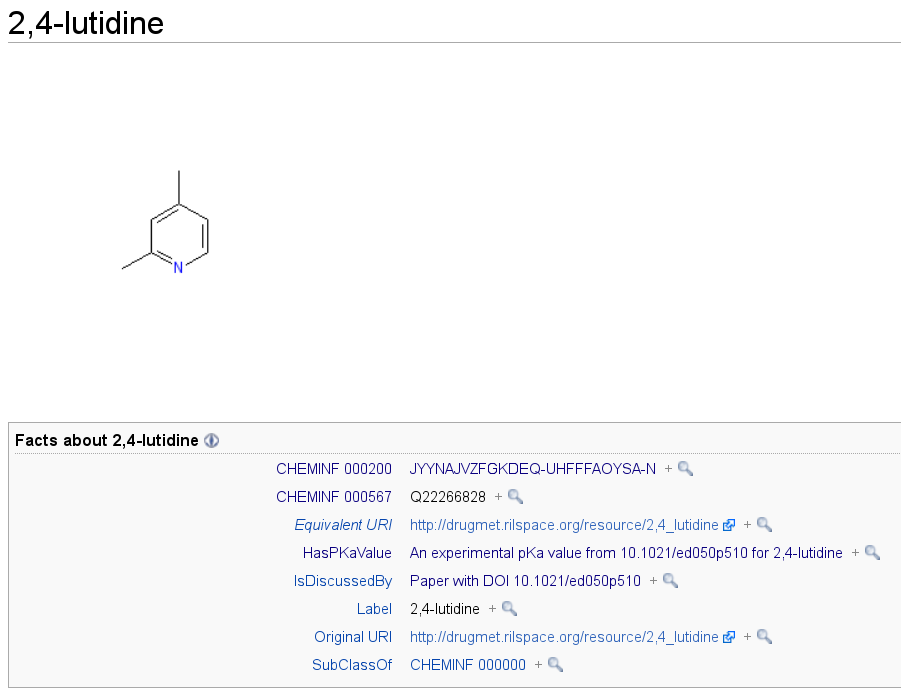 2,4-lutidine
N
Facts about 2,4-lutidine
CHEMINF 000200 JYYNAJVZFGKDEQ-UHFFFAOYSA-N +
CHEMINF 000567 Q22266828 +
Equivalent URI http://drugmet.rilspace.org/resource/2,4_lutidine +
HasPKaValue An experimental pKa value from 10.1021/ed050p510 for 2,4-lutidine +
IsDiscussedBy Paper with DOI 10.1021/ed050p510 +
Label 2,4-lutidine +
Original URI http://drugmet.rilspace.org/resource/2,4_lutidine +
SubClassOf CHEMINF 000000 +